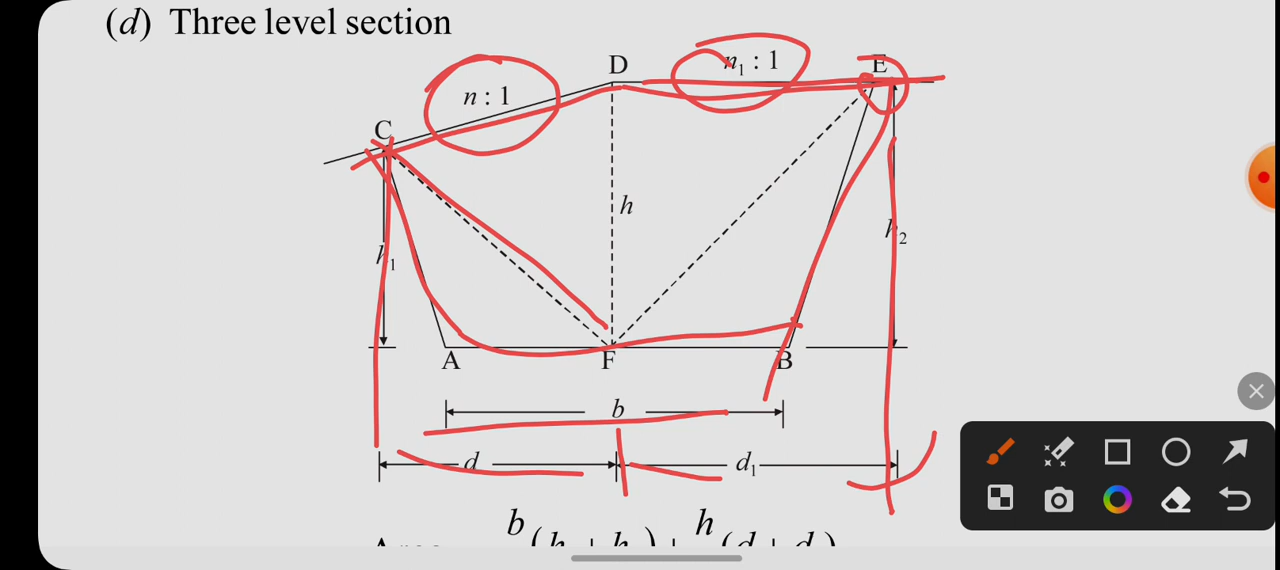 (d) Three level section
D
n₁ : 1
E
n : 1
C
h
h₂
h₁
A
F
B
b
d
d₁
b
h